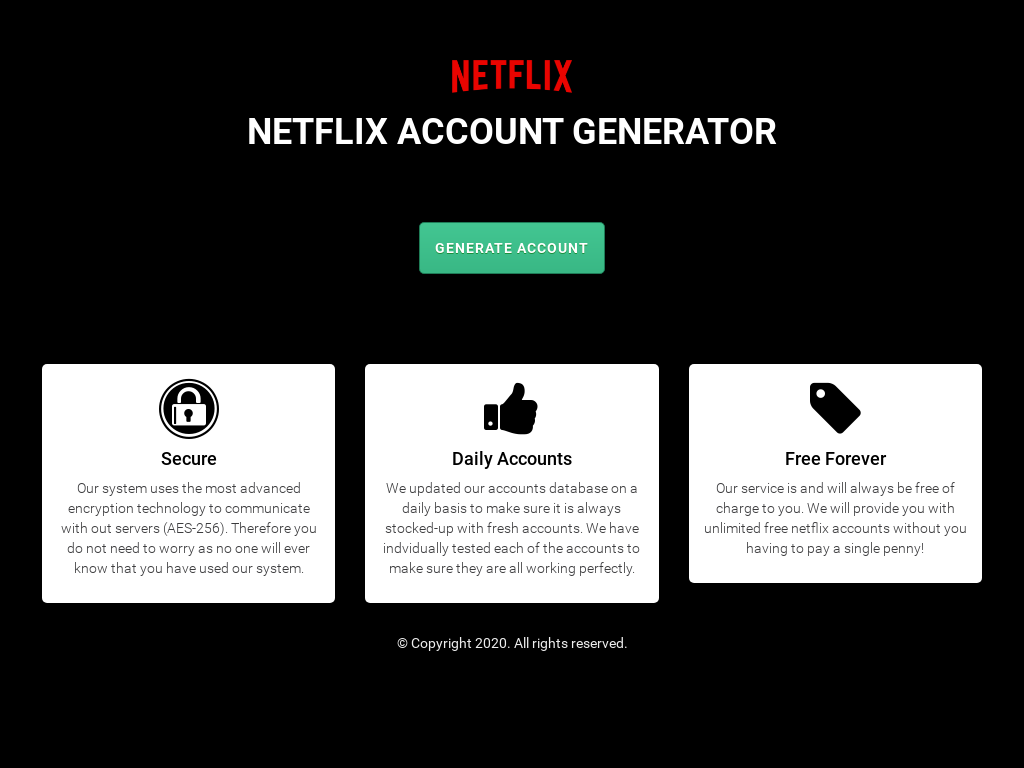 NETFLIX
NETFLIX ACCOUNT GENERATOR
GENERATE ACCOUNT
Secure
Our system uses the most advanced
encryption technology to communicate
with out servers (AES-256). Therefore you
do not need to worry as no one will ever
know that you have used our system.
Daily Accounts
We updated our accounts database on a
daily basis to make sure it is always
stocked-up with fresh accounts. We have
indvidually tested each of the accounts to
make sure they are all working perfectly.
Free Forever
Our service is and will always be free of
charge to you. We will provide you with
unlimited free netflix accounts without you
having to pay a single penny!
© Copyright 2020. All rights reserved.